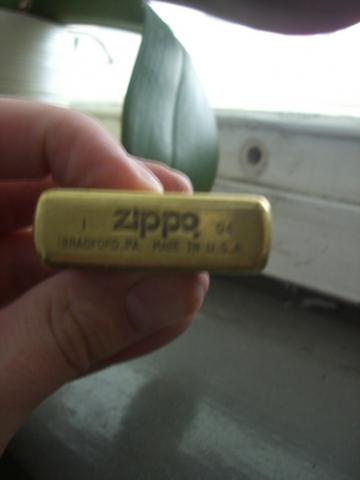 I zippo 04
BRADFORD,PA MADE IN U.S.A.